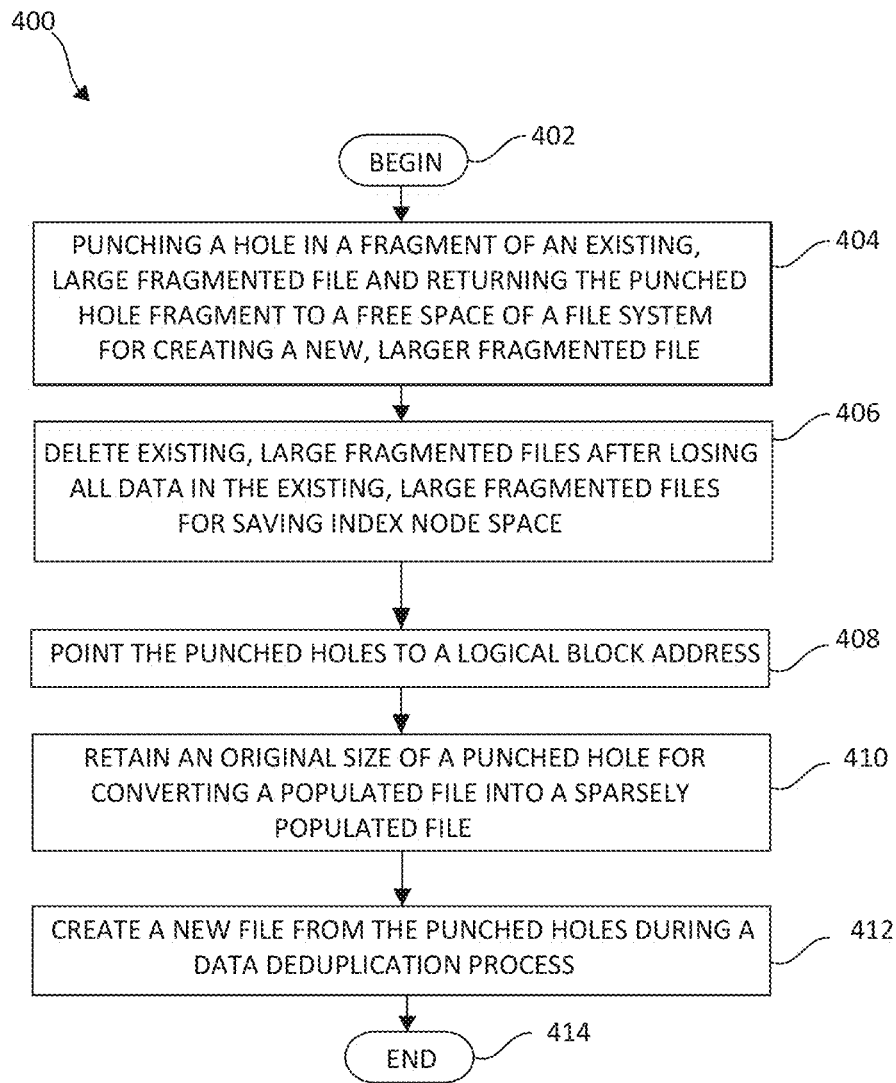 400
BEGIN
402
PUNCHING A HOLE IN A FRAGMENT OF AN EXISTING,
LARGE FRAGMENTED FILE AND RETURNING THE PUNCHED
HOLE FRAGMENT TO A FREE SPACE OF A FILE SYSTEM
FOR CREATING A NEW, LARGER FRAGMENTED FILE
404
DELETE EXISTING, LARGE FRAGMENTED FILES AFTER LOSING
ALL DATA IN THE EXISTING, LARGE FRAGMENTED FILES
FOR SAVING INDEX NODE SPACE
406
POINT THE PUNCHED HOLES TO A LOGICAL BLOCK ADDRESS
408
RETAIN AN ORIGINAL SIZE OF A PUNCHED HOLE FOR
CONVERTING A POPULATED FILE INTO A SPARSELY
POPULATED FILE
410
CREATE A NEW FILE FROM THE PUNCHED HOLES DURING A
DATA DEDUPLICATION PROCESS
412
END
414